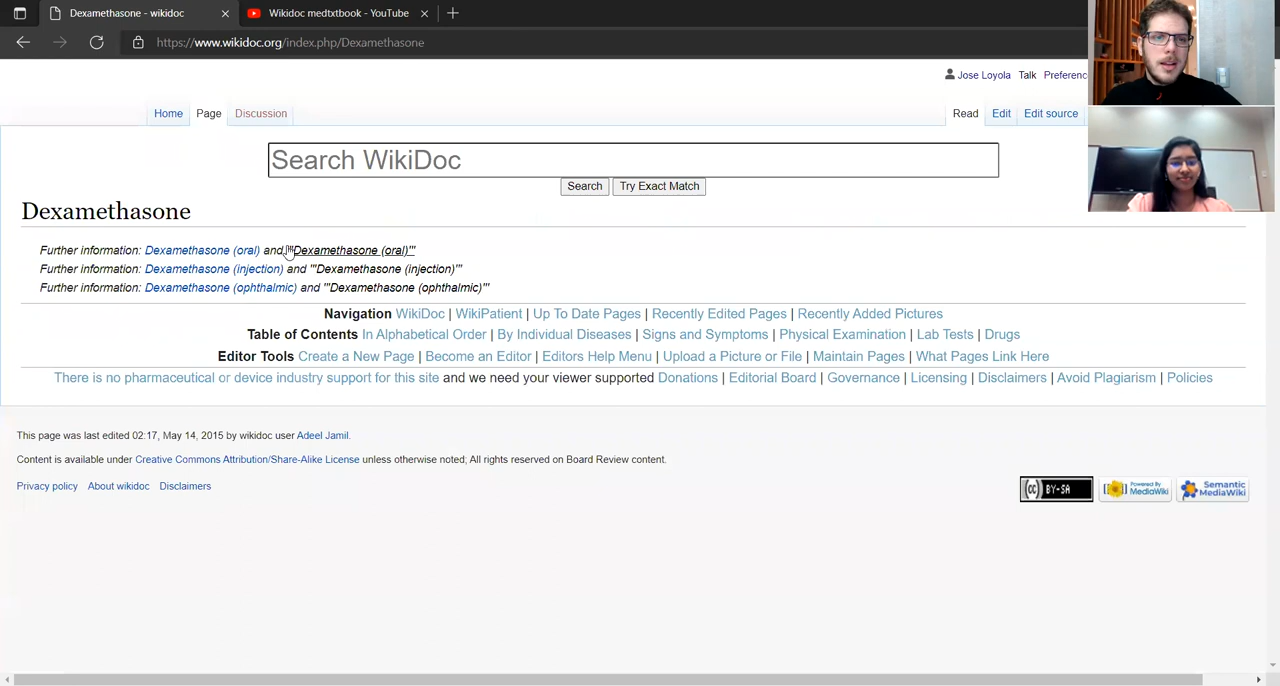 Dexamethasone - wikidoc
Wikidoc medtxtbook - YouTube
https://www.wikidoc.org/index.php/Dexamethasone
Jose Loyola Talk Preferenc
Home Page Discussion Read Edit Edit source
Search WikiDoc
Search Try Exact Match
Dexamethasone
Further information: Dexamethasone (oral) and '"Dexamethasone (oral)'"
Further information: Dexamethasone (injection) and '"Dexamethasone (injection)'"
Further information: Dexamethasone (ophthalmic) and '"Dexamethasone (ophthalmic)'"
Navigation WikiDoc | WikiPatient | Up To Date Pages | Recently Edited Pages | Recently Added Pictures
Table of Contents In Alphabetical Order | By Individual Diseases | Signs and Symptoms | Physical Examination | Lab Tests | Drugs
Editor Tools Create a New Page | Become an Editor | Editors Help Menu | Upload a Picture or File | Maintain Pages | What Pages Link Here
There is no pharmaceutical or device industry support for this site and we need your viewer supported Donations | Editorial Board | Governance | Licensing | Disclaimers | Avoid Plagiarism | Policies
This page was last edited 02:17, May 14, 2015 by wikidoc user Adeel Jamil.
Content is available under Creative Commons Attribution/Share-Alike License unless otherwise noted; All rights reserved on Board Review content.
Privacy policy About wikidoc Disclaimers
CC BY-SA
Powered By MediaWiki
Semantic MediaWiki